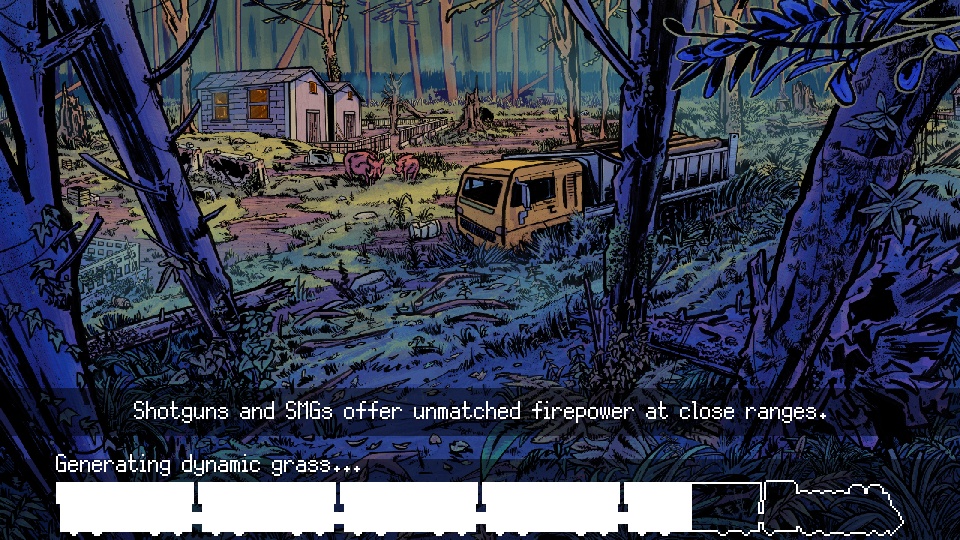 Shotguns and SMGs offer unmatched firepower at close ranges.
Generating dynamic grass...